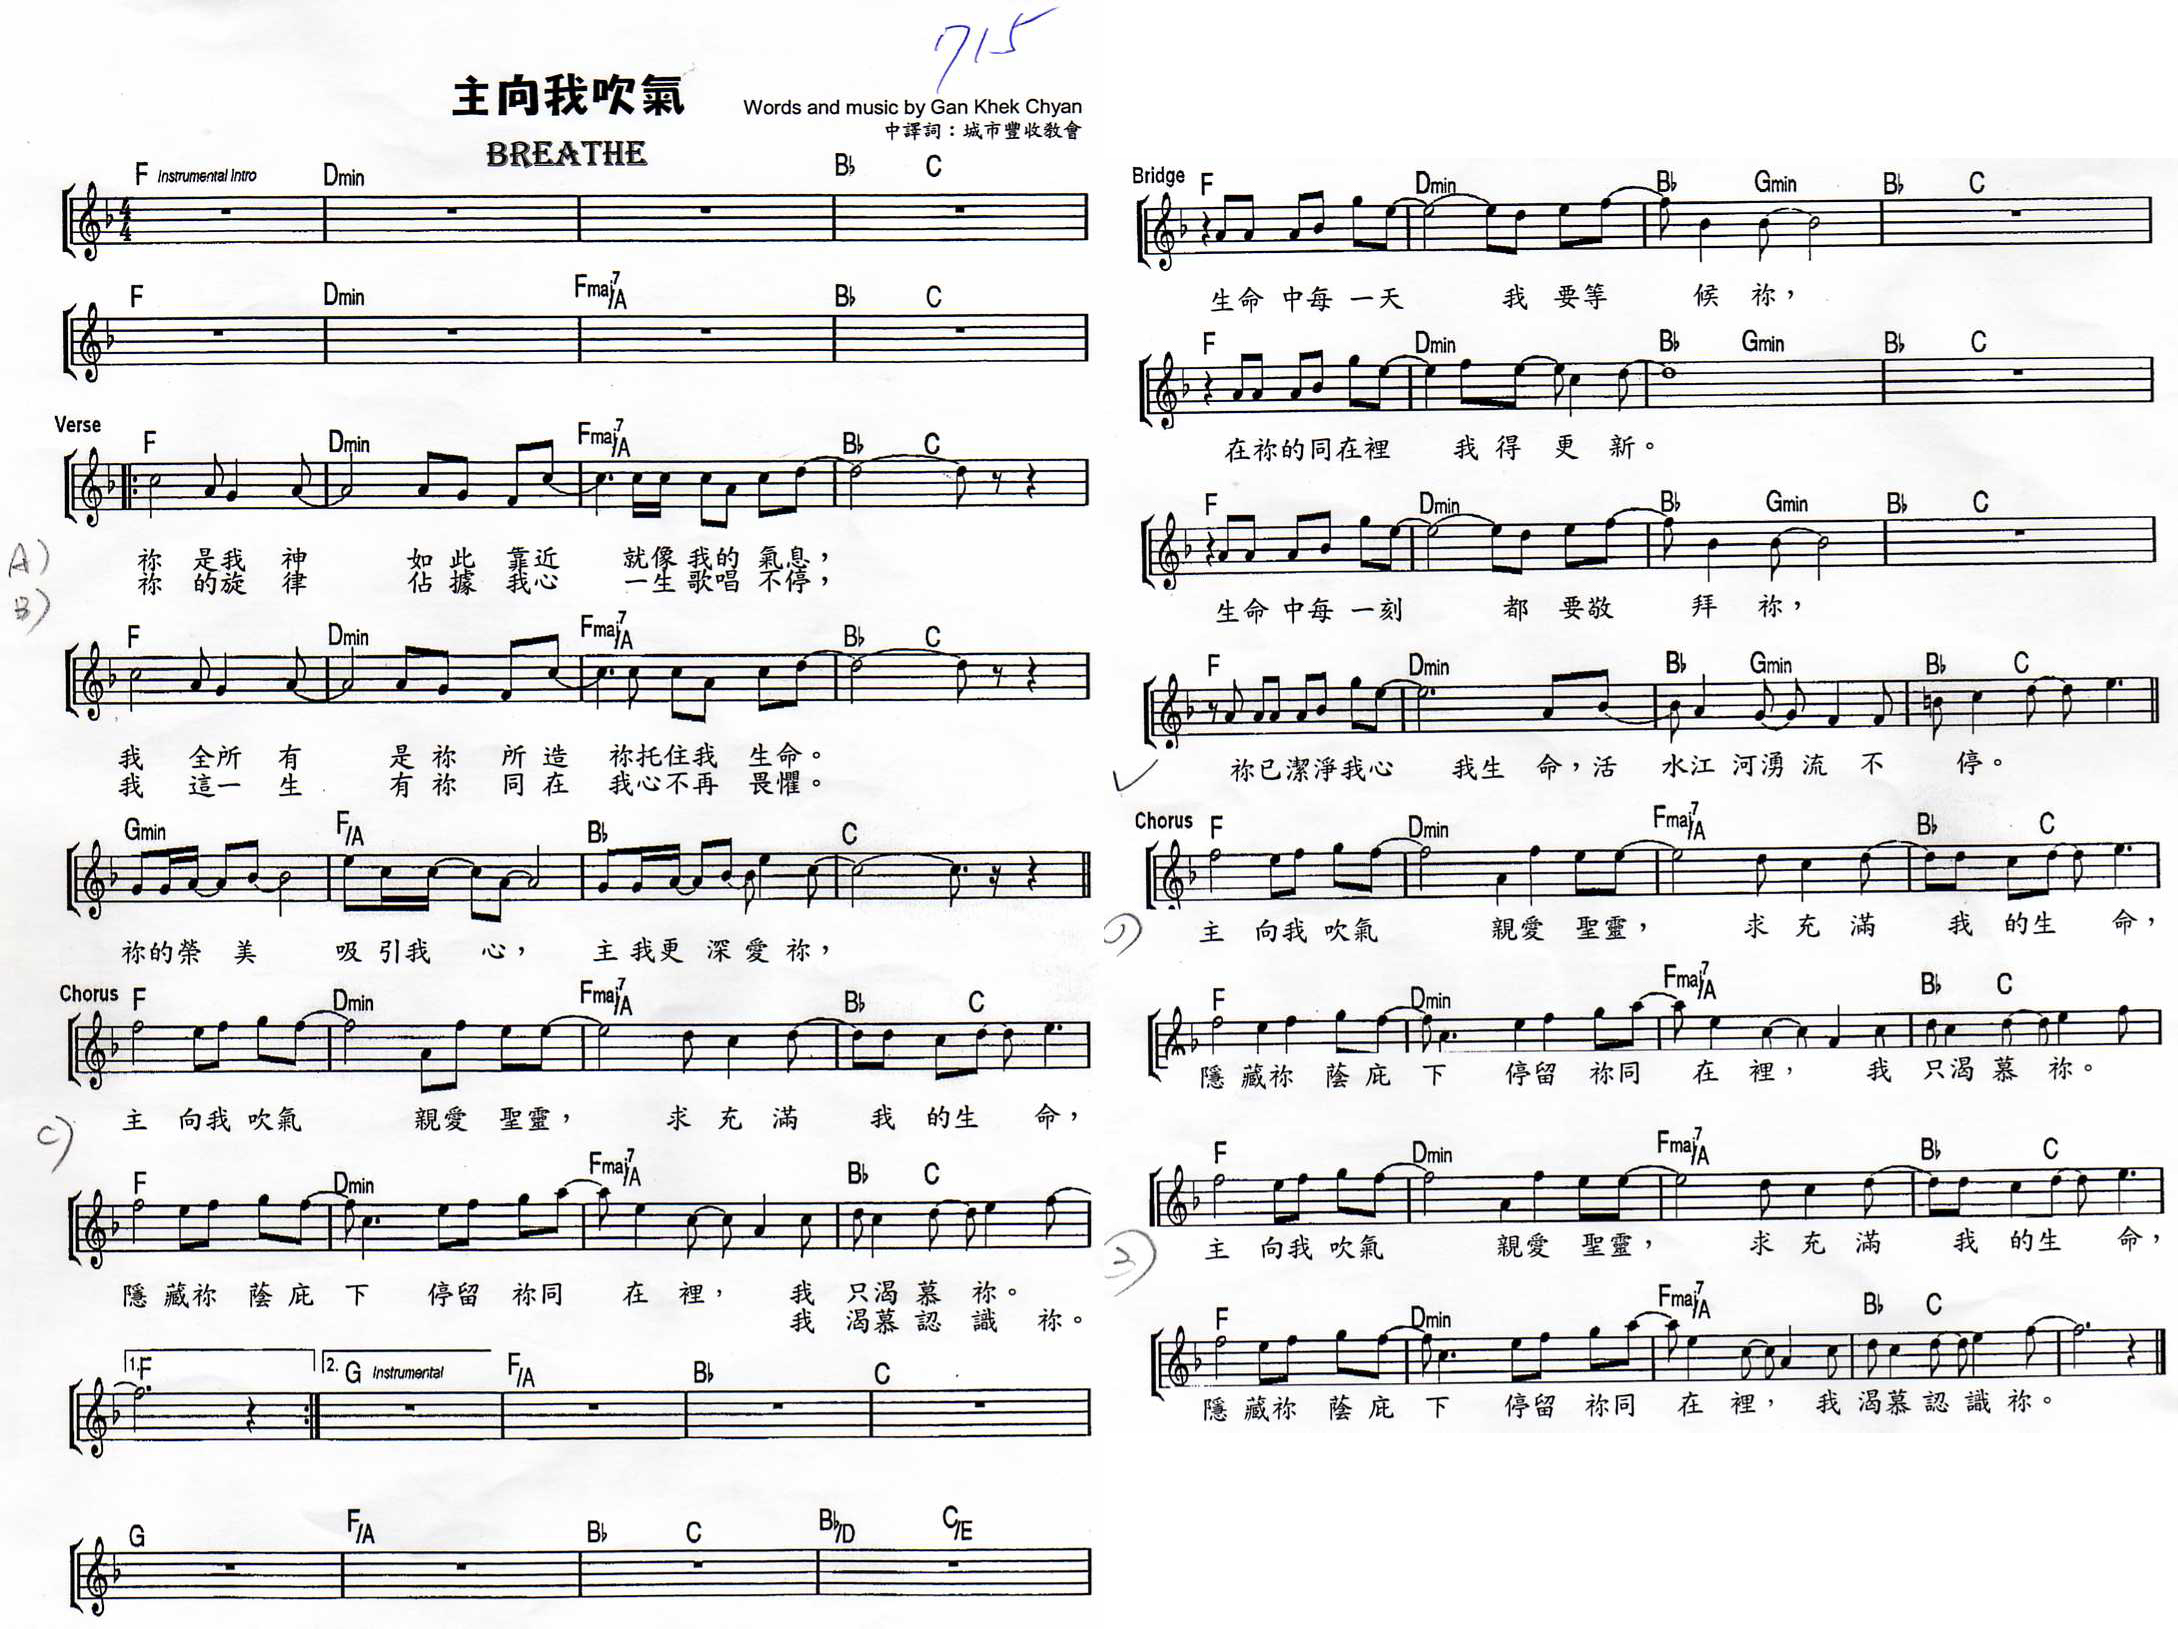 715
主向我吹氣
Words and music by Gan Khek Chyan
中譯詞：城市豐收教會
BREATHE
F Instrumental Intro Dmin B♭ C
4/4
F Dmin Fmaj7/A B♭ C
Verse
F Dmin Fmaj7/A B♭ C
A) 祢 是我 神 如此 靠近 就像我的 氣息，
B) 祢 的旋 律 佔據 我心 一生歌唱 不停，
F Dmin Fmaj7/A B♭ C
我 全所 有 是祢 所造 祢托住我 生命。
我 這一 生 有祢 同在 我心不再 畏懼。
Gmin F/A B♭ C
祢的榮 美 吸引我 心， 主我更深愛祢，
Chorus F Dmin Fmaj7/A B♭ C
主 向我 吹氣 親愛 聖靈， 求 充 滿 我 的生 命，
C)
F Dmin Fmaj7/A B♭ C
隱 藏祢 蔭庇 下 停留 祢同 在 裡， 我 只渴慕 祢。
我 渴慕認 識 祢。
1. F 2. G Instrumental F/A B♭ C
G F/A B♭ C B♭/D C/E
Bridge F Dmin B♭ Gmin B♭ C
生命 中每 一天 我 要等 候 祢，
F Dmin B♭ Gmin B♭ C
在祢的同在裡 我得 更 新。
F Dmin B♭ Gmin B♭ C
生命 中每 一刻 都 要敬 拜 祢，
F Dmin B♭ Gmin B♭ C
祢已潔淨我心 我生 命，活 水江 河湧 流 不 停。
Chorus F Dmin Fmaj7/A B♭ C
主 向我 吹氣 親愛 聖靈， 求 充 滿 我 的生 命，
F Dmin Fmaj7/A B♭ C
隱 藏祢 蔭庇 下 停留 祢同 在 裡， 我 只渴慕 祢。
F Dmin Fmaj7/A B♭ C
主 向我 吹氣 親愛 聖靈， 求 充 滿 我 的生 命，
2)
F Dmin Fmaj7/A B♭ C
隱 藏祢 蔭庇 下 停留 祢同 在 裡， 我 渴慕認 識 祢。